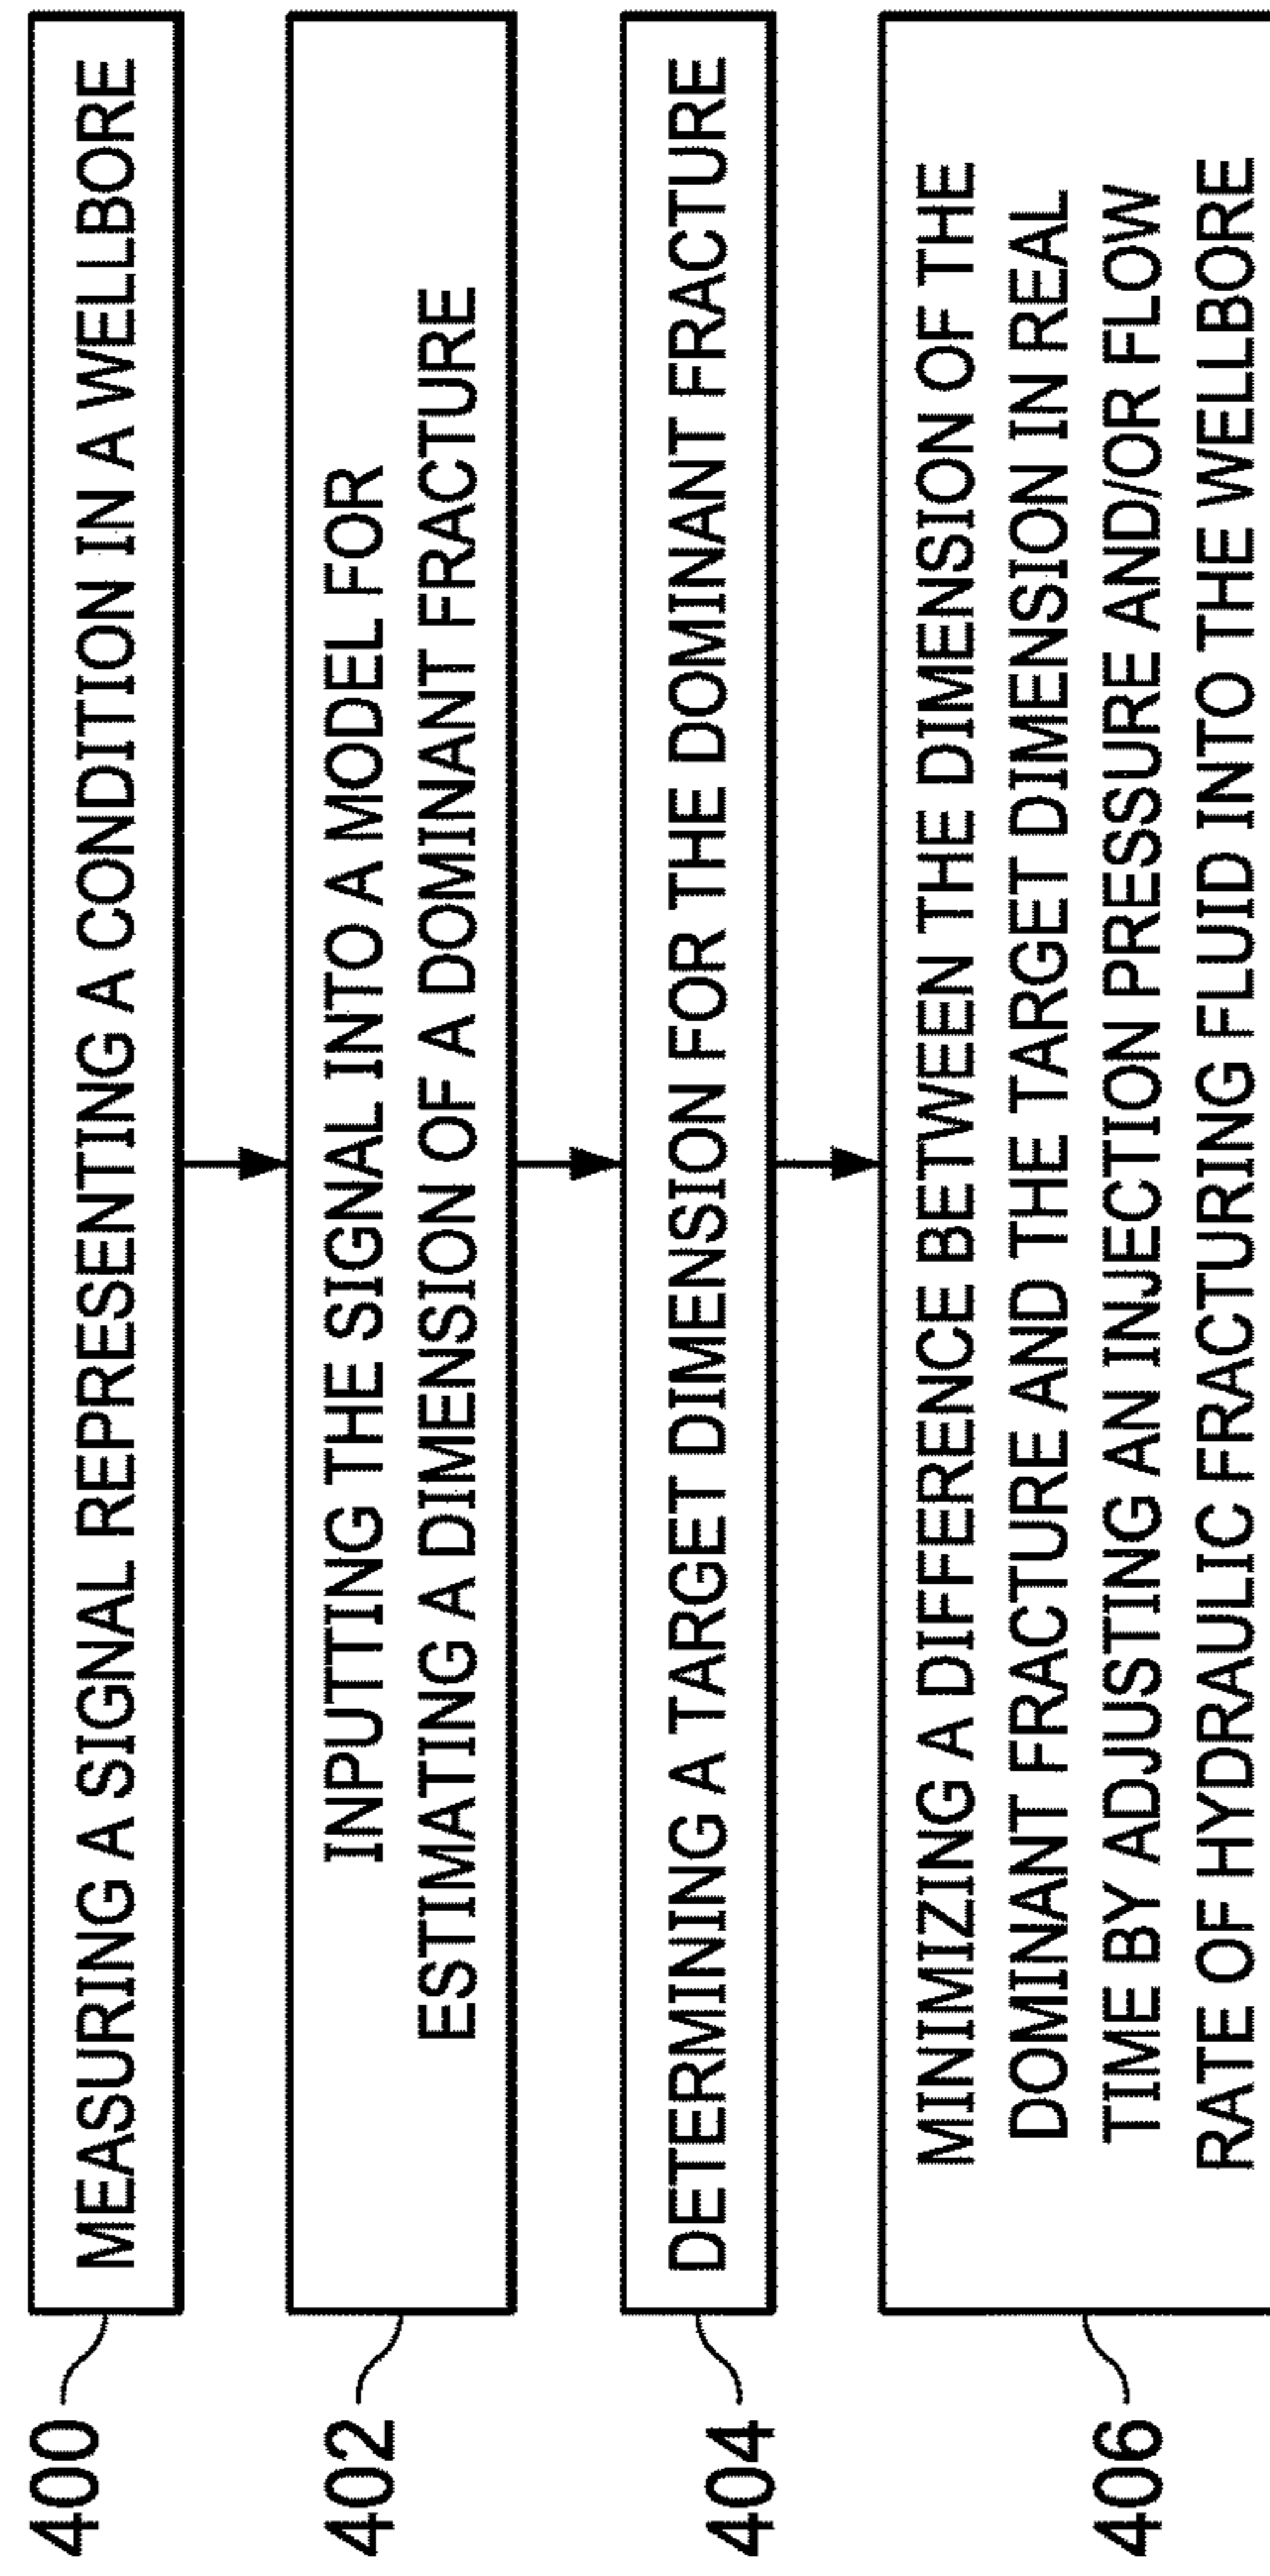 400
MEASURING A SIGNAL REPRESENTING A CONDITION IN A WELLBORE
402
INPUTTING THE SIGNAL INTO A MODEL FOR
ESTIMATING A DIMENSION OF A DOMINANT FRACTURE
404
DETERMINING A TARGET DIMENSION FOR THE DOMINANT FRACTURE
406
MINIMIZING A DIFFERENCE BETWEEN THE DIMENSION OF THE
DOMINANT FRACTURE AND THE TARGET DIMENSION IN REAL
TIME BY ADJUSTING AN INJECTION PRESSURE AND/OR FLOW
RATE OF HYDRAULIC FRACTURING FLUID INTO THE WELLBORE